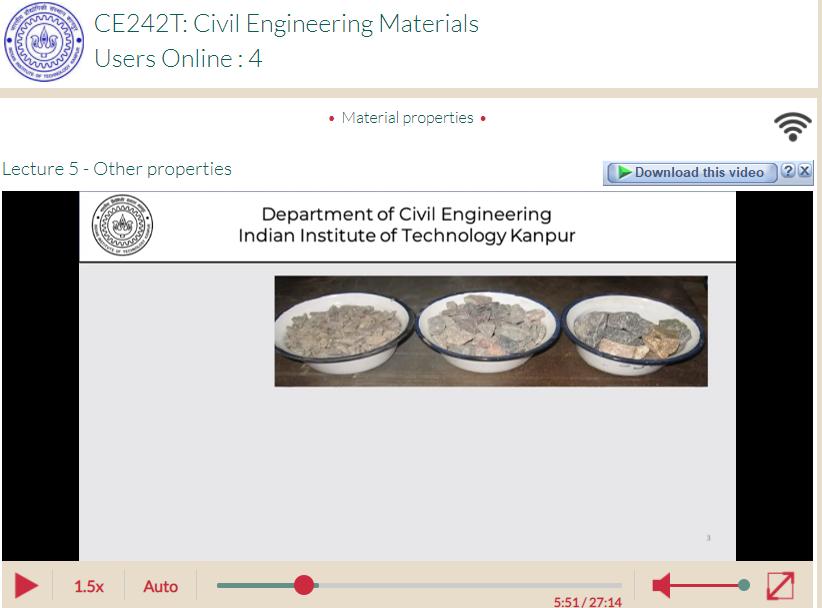 CE242T: Civil Engineering Materials
Users Online : 4
• Material properties •
Lecture 5 - Other properties
Download this video ? X
Department of Civil Engineering
Indian Institute of Technology Kanpur
3
1.5x Auto 5:51 / 27:14